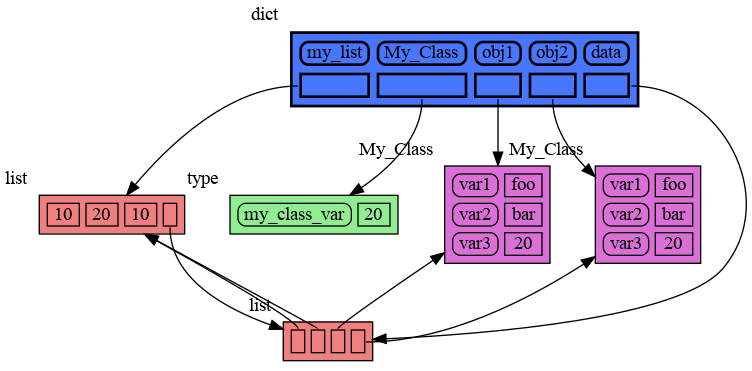 dict
my_list My_Class obj1 obj2 data
My_Class My_Class
list type
10 20 10
my_class_var 20
var1 foo
var2 bar
var3 20
var1 foo
var2 bar
var3 20
list